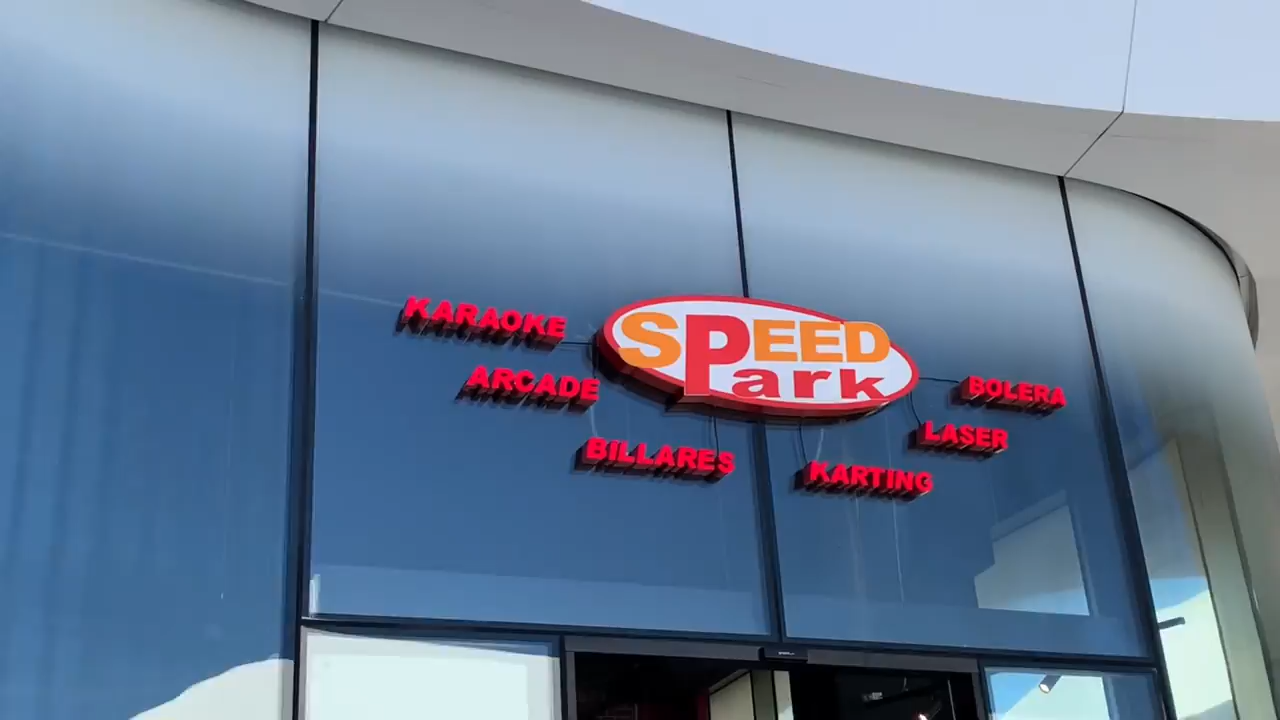 KARAOKE
ARCADE
BILLARES
SPEED
Park
BOLERA
LASER
KARTING